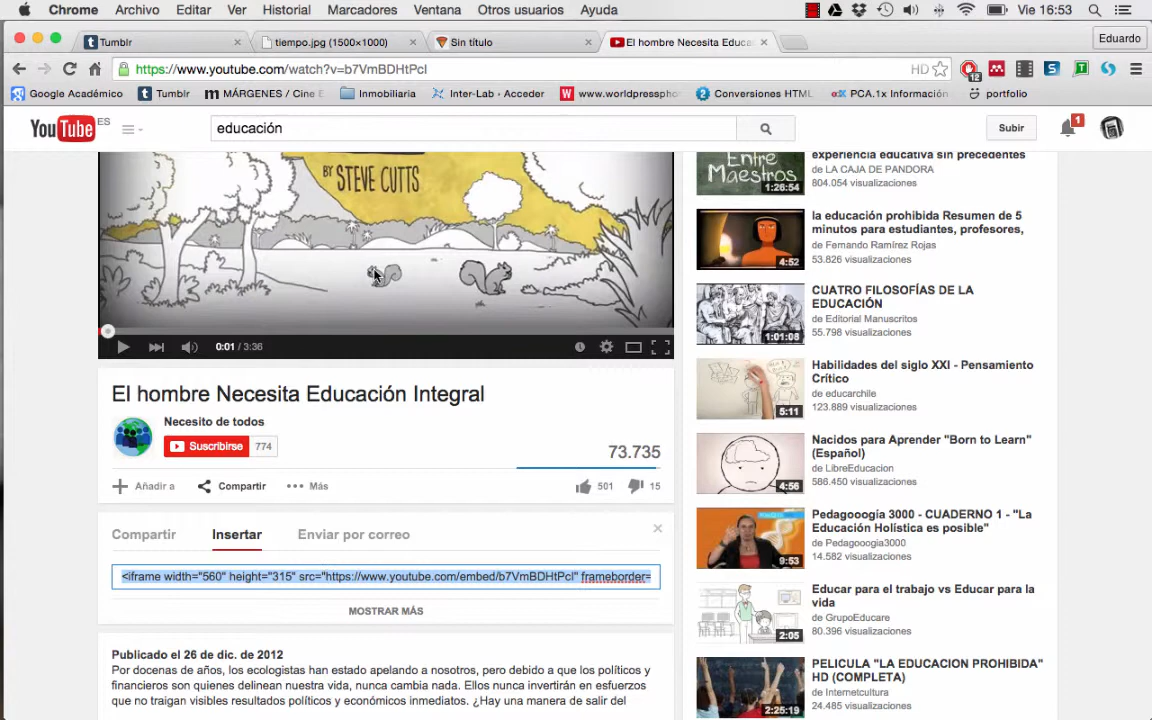 Chrome Archivo Editar Ver Historial Marcadores Ventana Otros usuarios Ayuda Vie 16:53
Tumblr tiempo.jpg (1500×1000) Sin título El hombre Necesita Educa Eduardo
https://www.youtube.com/watch?v=b7VmBDHtPcI HD 12
Google Académico Tumblr MÁRGENES / Cine E Inmobiliaria Inter-Lab › Acceder www.worldpresspho Conversiones HTML PCA.1x Información portfolio
YouTube ES educación Subir 1
BY STEVE CUTTS
0:01 / 3:36
El hombre Necesita Educación Integral
Necesito de todos
Suscribirse 774
73.735
Añadir a Compartir Más 501 15
Compartir Insertar Enviar por correo
<iframe width="560" height="315" src="https://www.youtube.com/embed/b7VmBDHtPcI" frameborder=
MOSTRAR MÁS
Publicado el 26 de dic. de 2012
Por docenas de años, los ecologistas han estado apelando a nosotros, pero debido a que los políticos y
financieros son quienes delinean nuestra vida, nunca cambia nada. Ellos nunca invertirán en esfuerzos
que no traigan visibles resultados políticos y económicos inmediatos. ¿Hay una manera de salir del
Entre
Maestros
1:26:54
experiencia educativa sin precedentes
de LA CAJA DE PANDORA
804.054 visualizaciones
4:52
la educación prohibida Resumen de 5
minutos para estudiantes, profesores,
de Fernando Ramírez Rojas
53.826 visualizaciones
1:01:08
CUATRO FILOSOFÍAS DE LA
EDUCACIÓN
de Editorial Manuscritos
55.798 visualizaciones
5:11
Habilidades del siglo XXI - Pensamiento
Crítico
de educarchile
123.889 visualizaciones
4:56
Nacidos para Aprender "Born to Learn"
(Español)
de LibreEducacion
586.450 visualizaciones
9:53
Pedagooogía 3000 - CUADERNO 1 - "La
Educación Holística es posible"
de Pedagooogia3000
14.582 visualizaciones
2:05
Educar para el trabajo vs Educar para la
vida
de GrupoEducare
80.396 visualizaciones
2:25:19
PELICULA "LA EDUCACION PROHIBIDA"
HD (COMPLETA)
de Internetcultura
24.485 visualizaciones